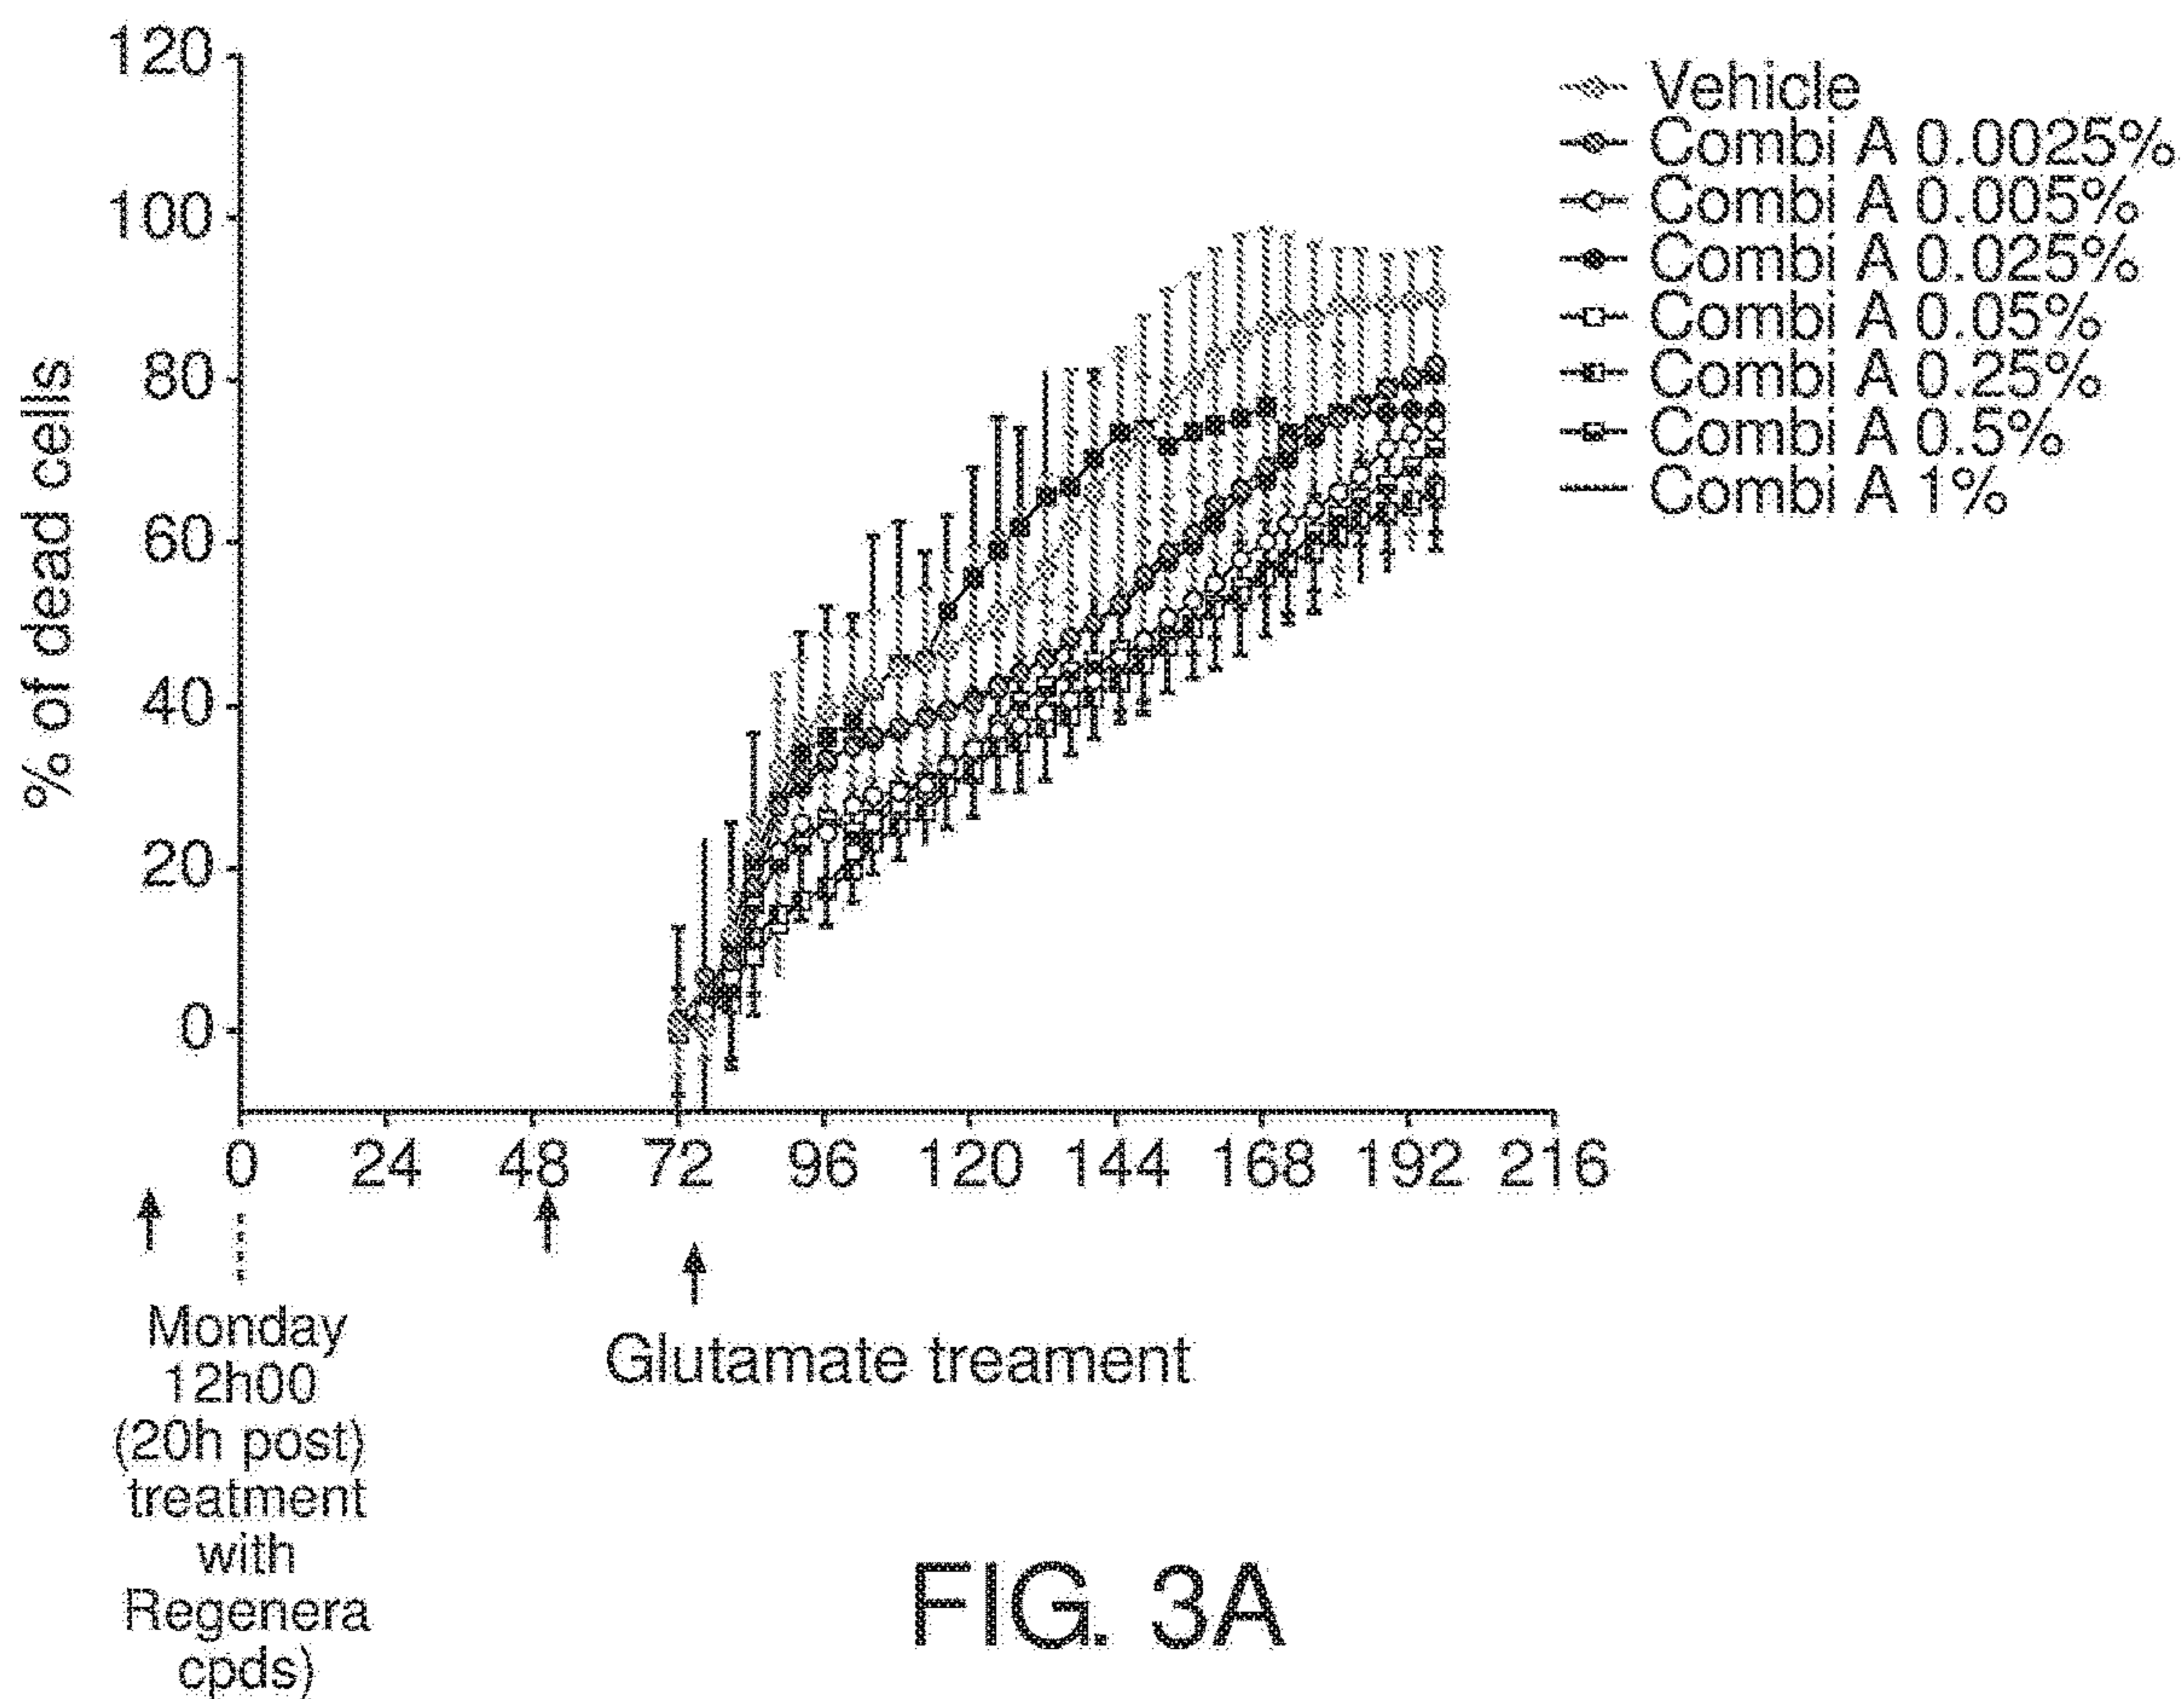 120
100
80
60
40
20
0
% of dead cells
Vehicle
Combi A 0.0025%
Combi A 0.005%
Combi A 0.025%
Combi A 0.05%
Combi A 0.25%
Combi A 0.5%
Combi A 1%
0 24 48 72 96 120 144 168 192 216
Monday
12h00
(20h post)
treatment
with
Regenera
cpds)
Glutamate treament
FIG. 3A